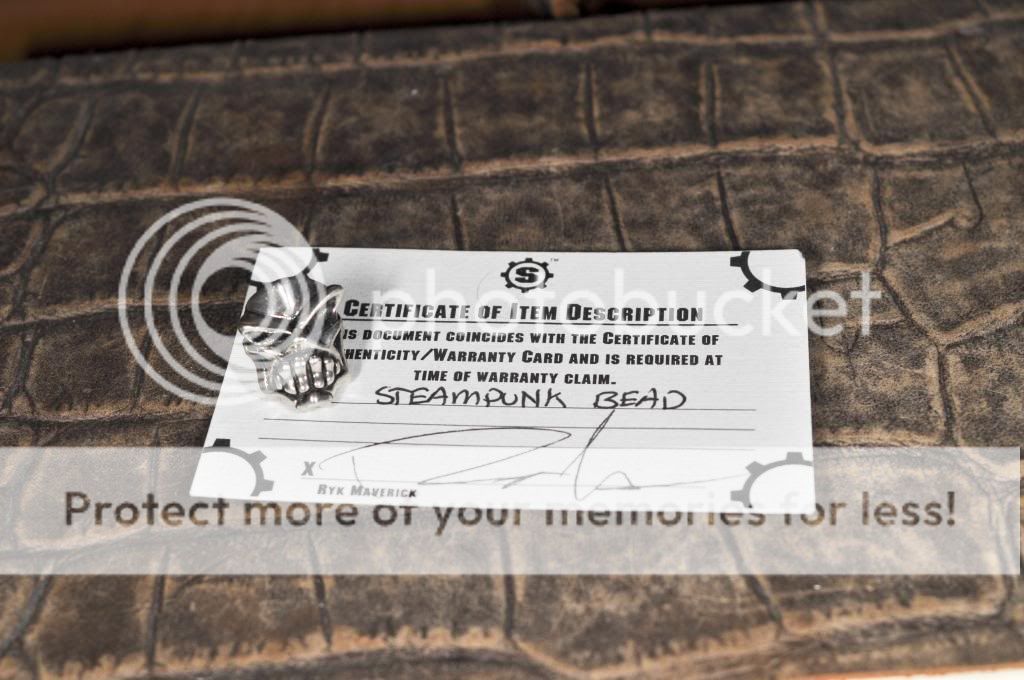 S
™
CERTIFICATE OF ITEM DESCRIPTION
IS DOCUMENT COINCIDES WITH THE CERTIFICATE OF
HENTICITY/WARRANTY CARD AND IS REQUIRED AT
TIME OF WARRANTY CLAIM.
STEAMPUNK BEAD
X
RYK MAVERICK
photobucket
Protect more of your memories for less!